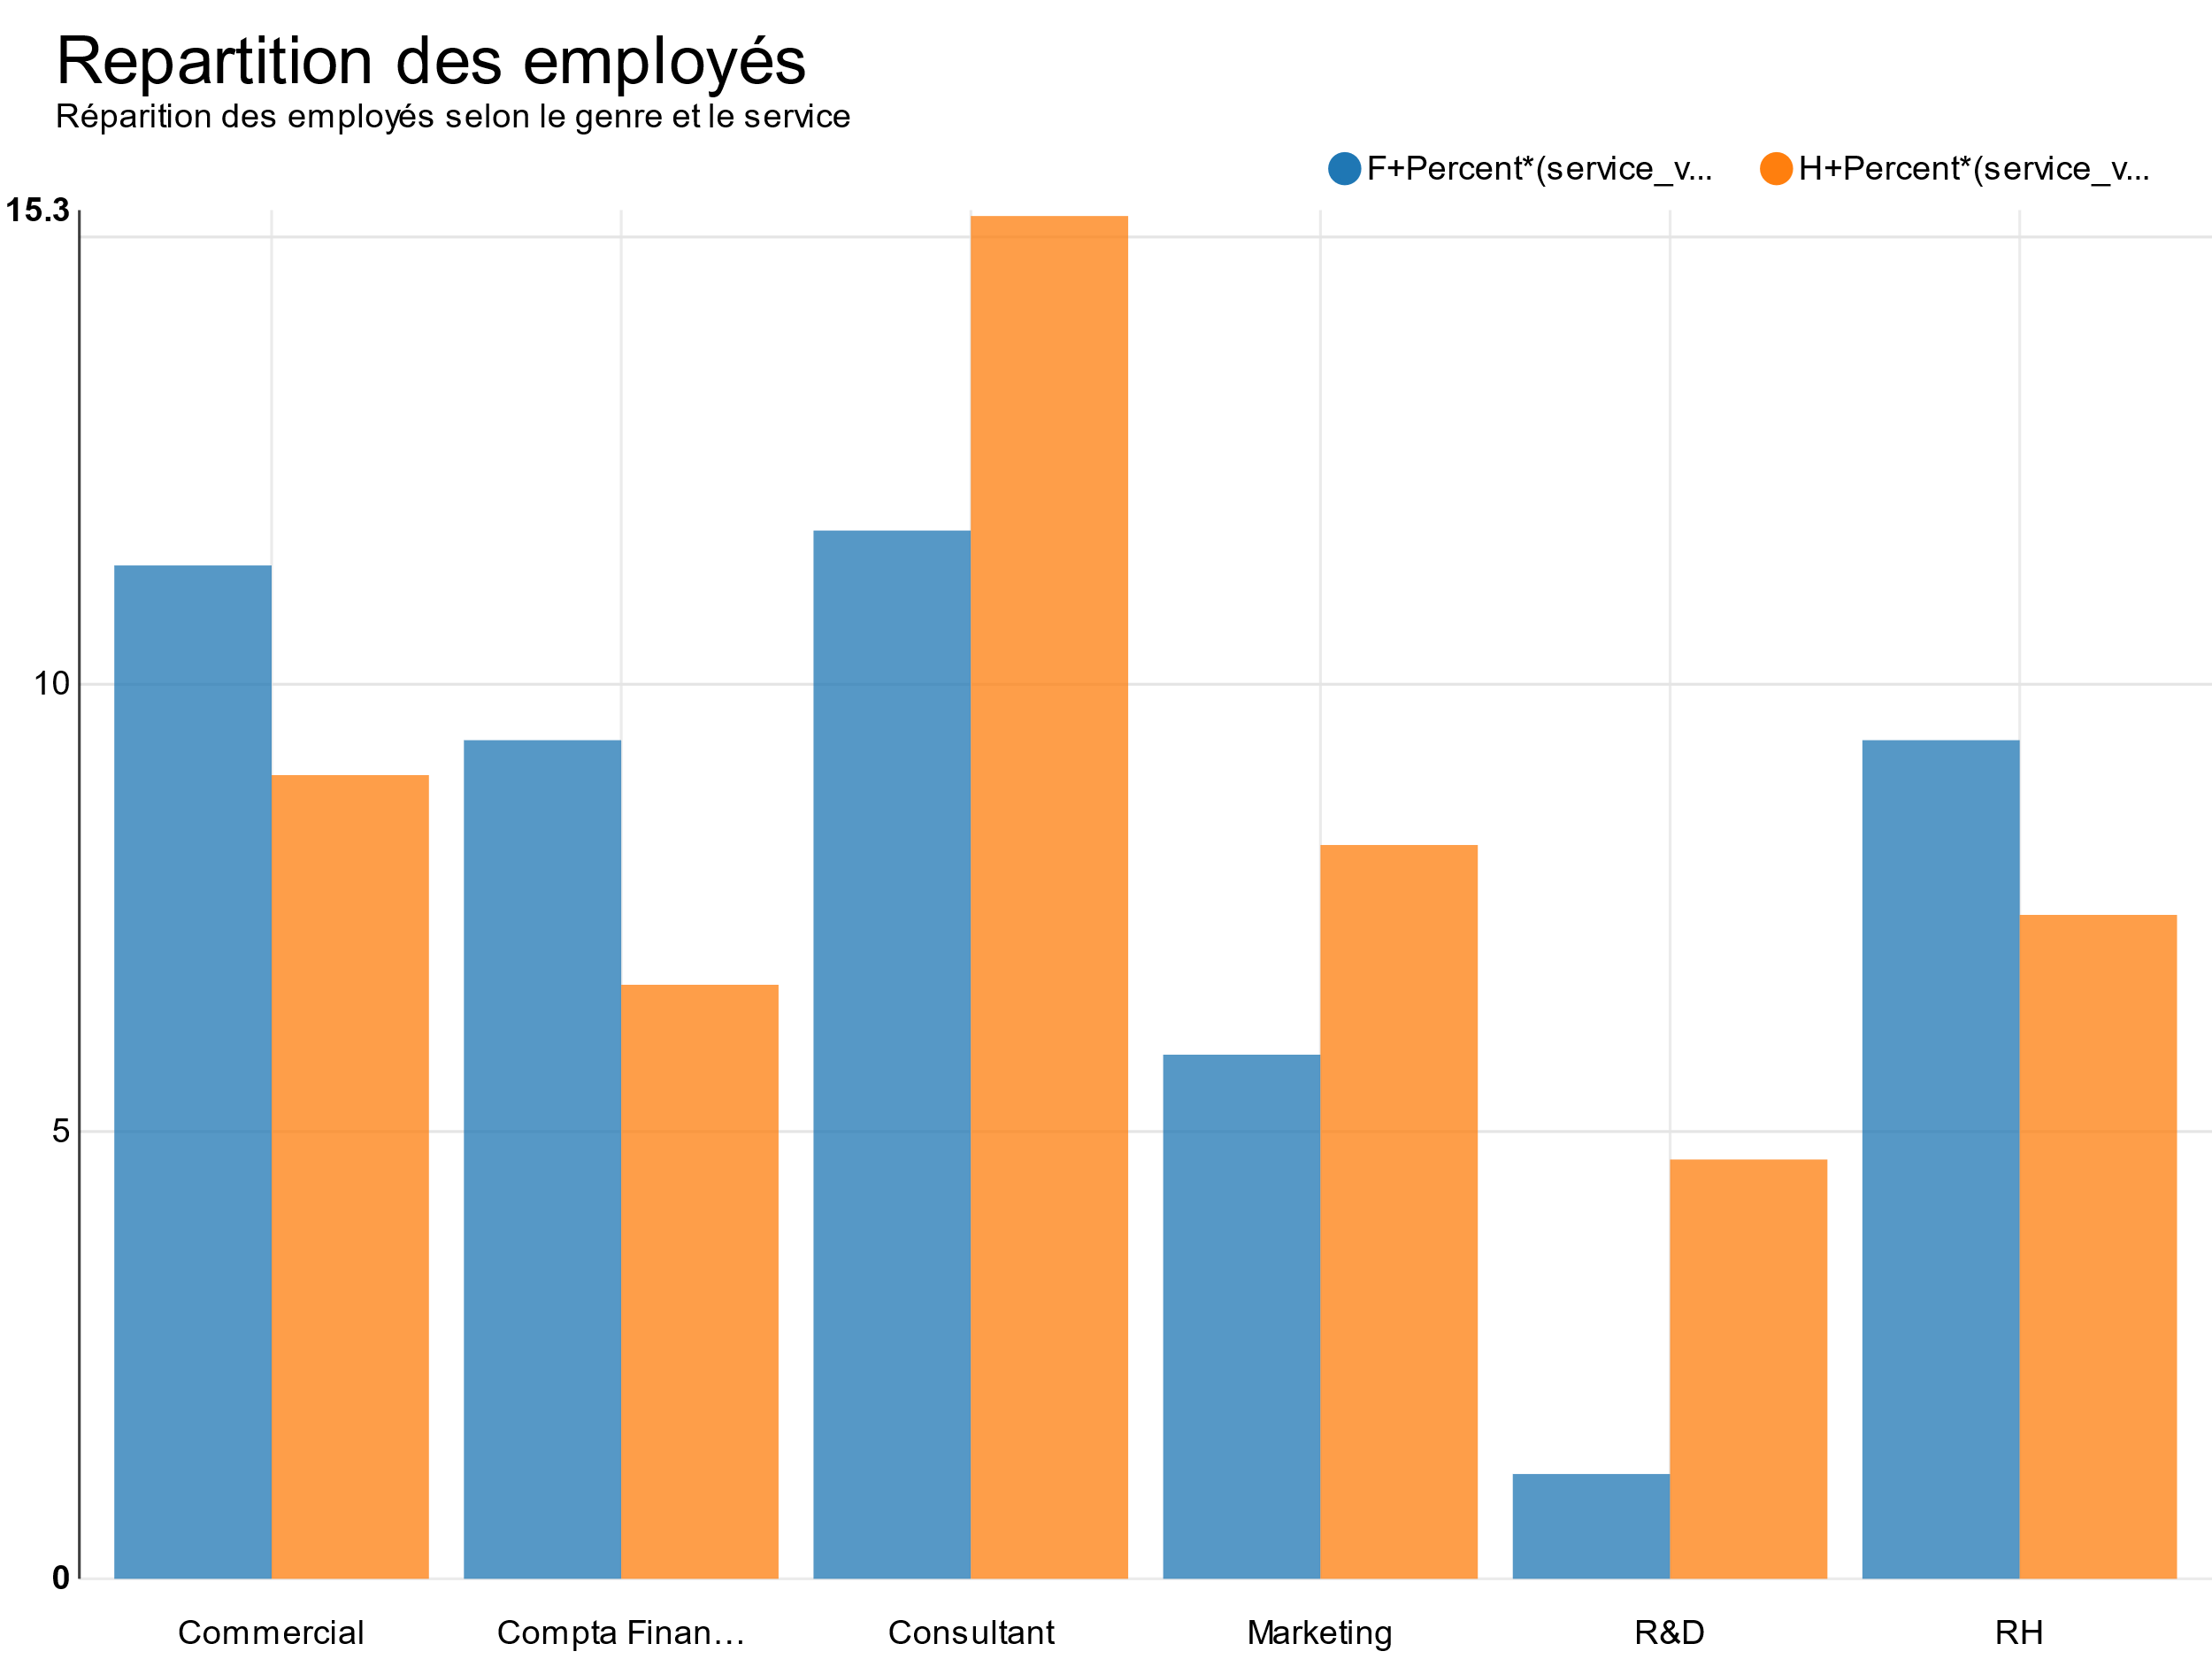 Repartition des employés
Réparition des employés selon le genre et le service
F+Percent*(service_v... H+Percent*(service_v...
15.3
10
5
0
Commercial Compta Finan... Consultant Marketing R&D RH